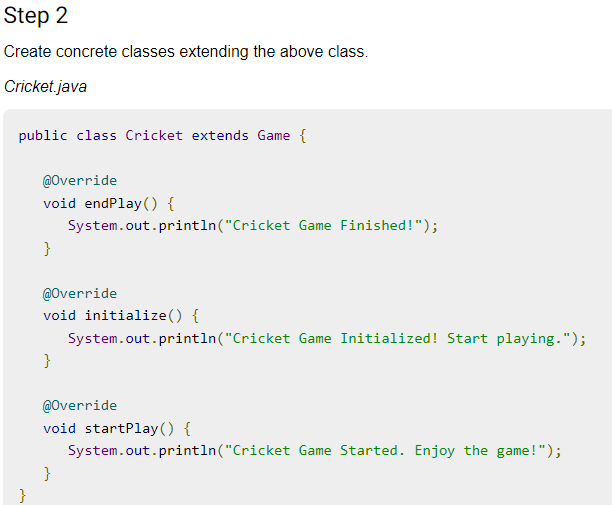 Step 2
Create concrete classes extending the above class.
Cricket.java
public class Cricket extends Game {
@Override
void endPlay() {
System.out.println("Cricket Game Finished!");
}
@Override
void initialize() {
System.out.println("Cricket Game Initialized! Start playing.");
}
@Override
void startPlay() {
System.out.println("Cricket Game Started. Enjoy the game!");
}
}